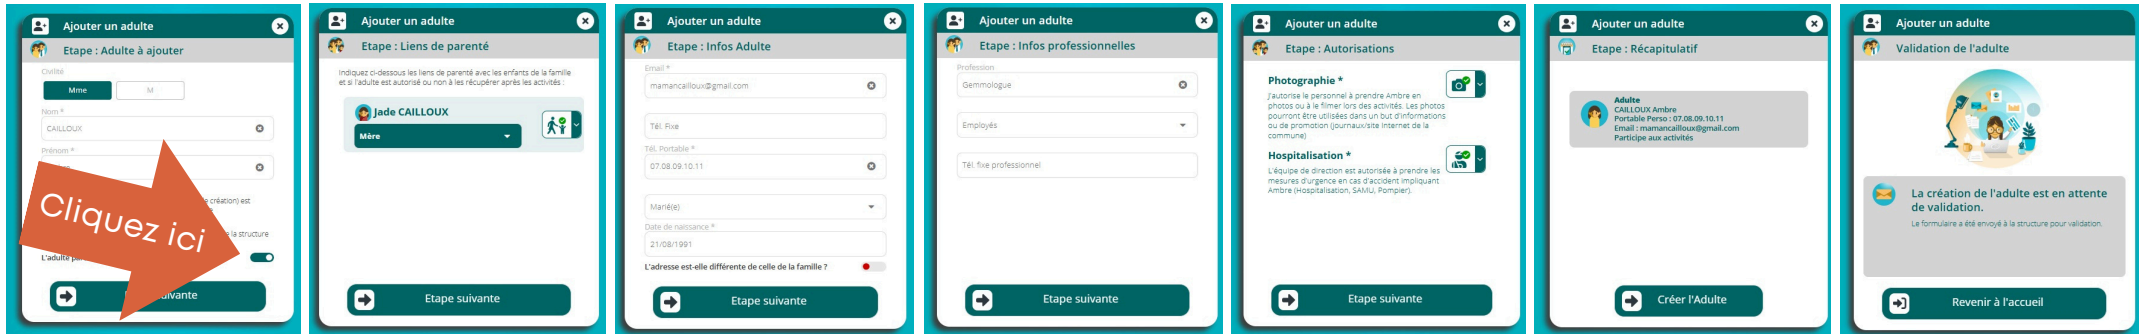 Ajouter un adulte
Etape : Adulte à ajouter
Civilité
Mme
M
Nom *
CAILLOUX
Prénom *
Cliquez ici
création) est
la structure
L'adulte
Ajouter un adulte
Etape : Liens de parenté
Indiquez ci-dessous les liens de parenté avec les enfants de la famille
et si l'adulte est autorisé ou non à les récupérer après les activités :
Jade CAILLOUX
Mère
Etape suivante
Ajouter un adulte
Etape : Infos Adulte
Email *
mamancailloux@gmail.com
Tél. Fixe
Tél. Portable *
07.08.09.10.11
Marié(e)
Date de naissance *
21/08/1991
L'adresse est-elle différente de celle de la famille ?
Etape suivante
Ajouter un adulte
Etape : Infos professionnelles
Profession
Gemmologue
Employés
Tél. fixe professionnel
Etape suivante
Ajouter un adulte
Etape : Autorisations
Photographie *
J'autorise le personnel à prendre Ambre en
photos ou à le filmer lors des activités. Les photos
pourront être utilisées dans un but d'informations
ou de promotion (journaux/site Internet de la
commune)
Hospitalisation *
L'équipe de direction est autorisée à prendre les
mesures d'urgence en cas d'accident impliquant
Ambre (Hospitalisation, SAMU, Pompier).
Etape suivante
Ajouter un adulte
Etape : Récapitulatif
Adulte
CAILLOUX Ambre
Portable Perso : 07.08.09.10.11
Email : mamancailloux@gmail.com
Participe aux activités
Créer l'Adulte
Ajouter un adulte
Validation de l'adulte
La création de l'adulte est en attente
de validation.
Le formulaire a été envoyé à la structure pour validation.
Revenir à l'accueil